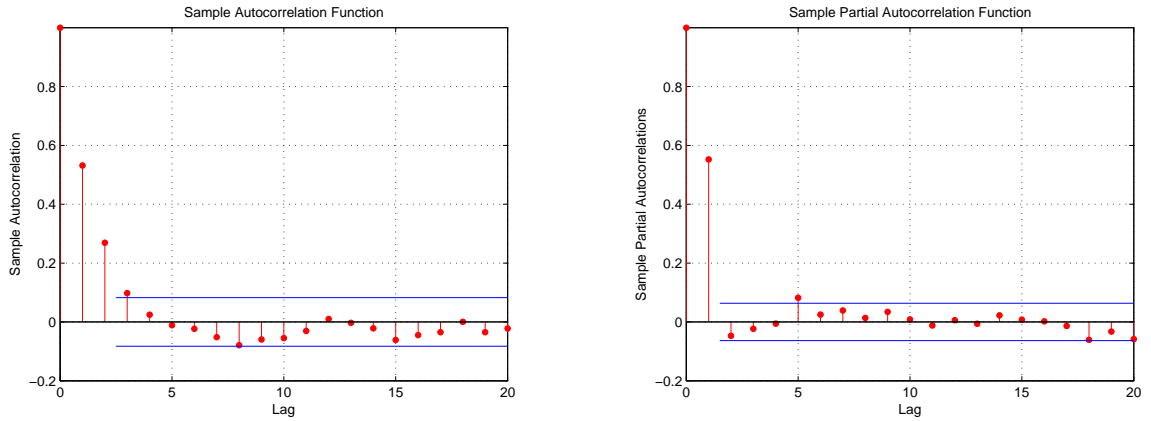 Sample Autocorrelation Function
0.8
0.6
0.4
0.2
0
−0.2
0 5 10 15 20
Lag
Sample Autocorrelation
Sample Partial Autocorrelation Function
0.8
0.6
0.4
0.2
0
−0.2
0 5 10 15 20
Lag
Sample Partial Autocorrelations